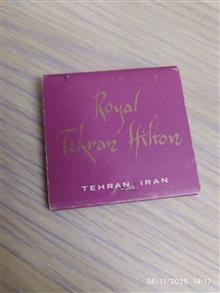 Royal
Tehran Hilton
TEHRAN, IRAN
08/11/2025 14:17